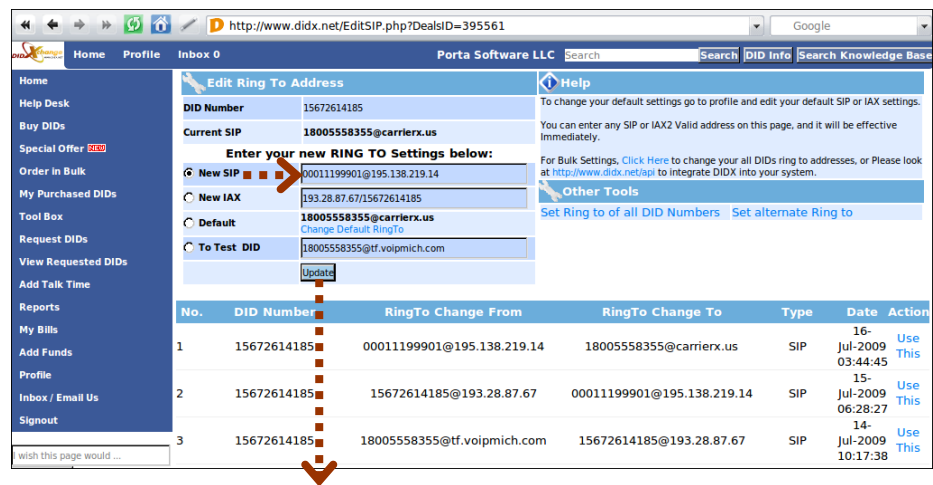 http://www.didx.net/EditSIP.php?DealsID=395561
Google
DIDXchange
Home Profile Inbox 0 Porta Software LLC Search Search DID Info Search Knowledge Base
Home
Help Desk
Buy DIDs
Special Offer NEW
Order in Bulk
My Purchased DIDs
Tool Box
Request DIDs
View Requested DIDs
Add Talk Time
Reports
My Bills
Add Funds
Profile
Inbox / Email Us
Signout
I wish this page would ...
Edit Ring To Address
DID Number 15672614185
Current SIP 18005558355@carrierx.us
Enter your new RING TO Settings below:
New SIP 00011199901@195.138.219.14
New IAX 193.28.87.67/15672614185
Default 18005558355@carrierx.us
Change Default RingTo
To Test DID 18005558355@tf.voipmich.com
Update
Help
To change your default settings go to profile and edit your default SIP or IAX settings.
You can enter any SIP or IAX2 Valid address on this page, and it will be effective
Immediately.
For Bulk Settings, Click Here to change your all DIDs ring to addresses, or Please look
at http://www.didx.net/api to integrate DIDX into your system.
Other Tools
Set Ring to of all DID Numbers Set alternate Ring to
No. DID Number RingTo Change From RingTo Change To Type Date Action
1 15672614185 00011199901@195.138.219.14 18005558355@carrierx.us SIP 16-
Jul-2009
03:44:45
Use
This
2 15672614185 15672614185@193.28.87.67 00011199901@195.138.219.14 SIP 15-
Jul-2009
06:28:27
Use
This
3 15672614185 18005558355@tf.voipmich.com 15672614185@193.28.87.67 SIP 14-
Jul-2009
10:17:38
Use
This